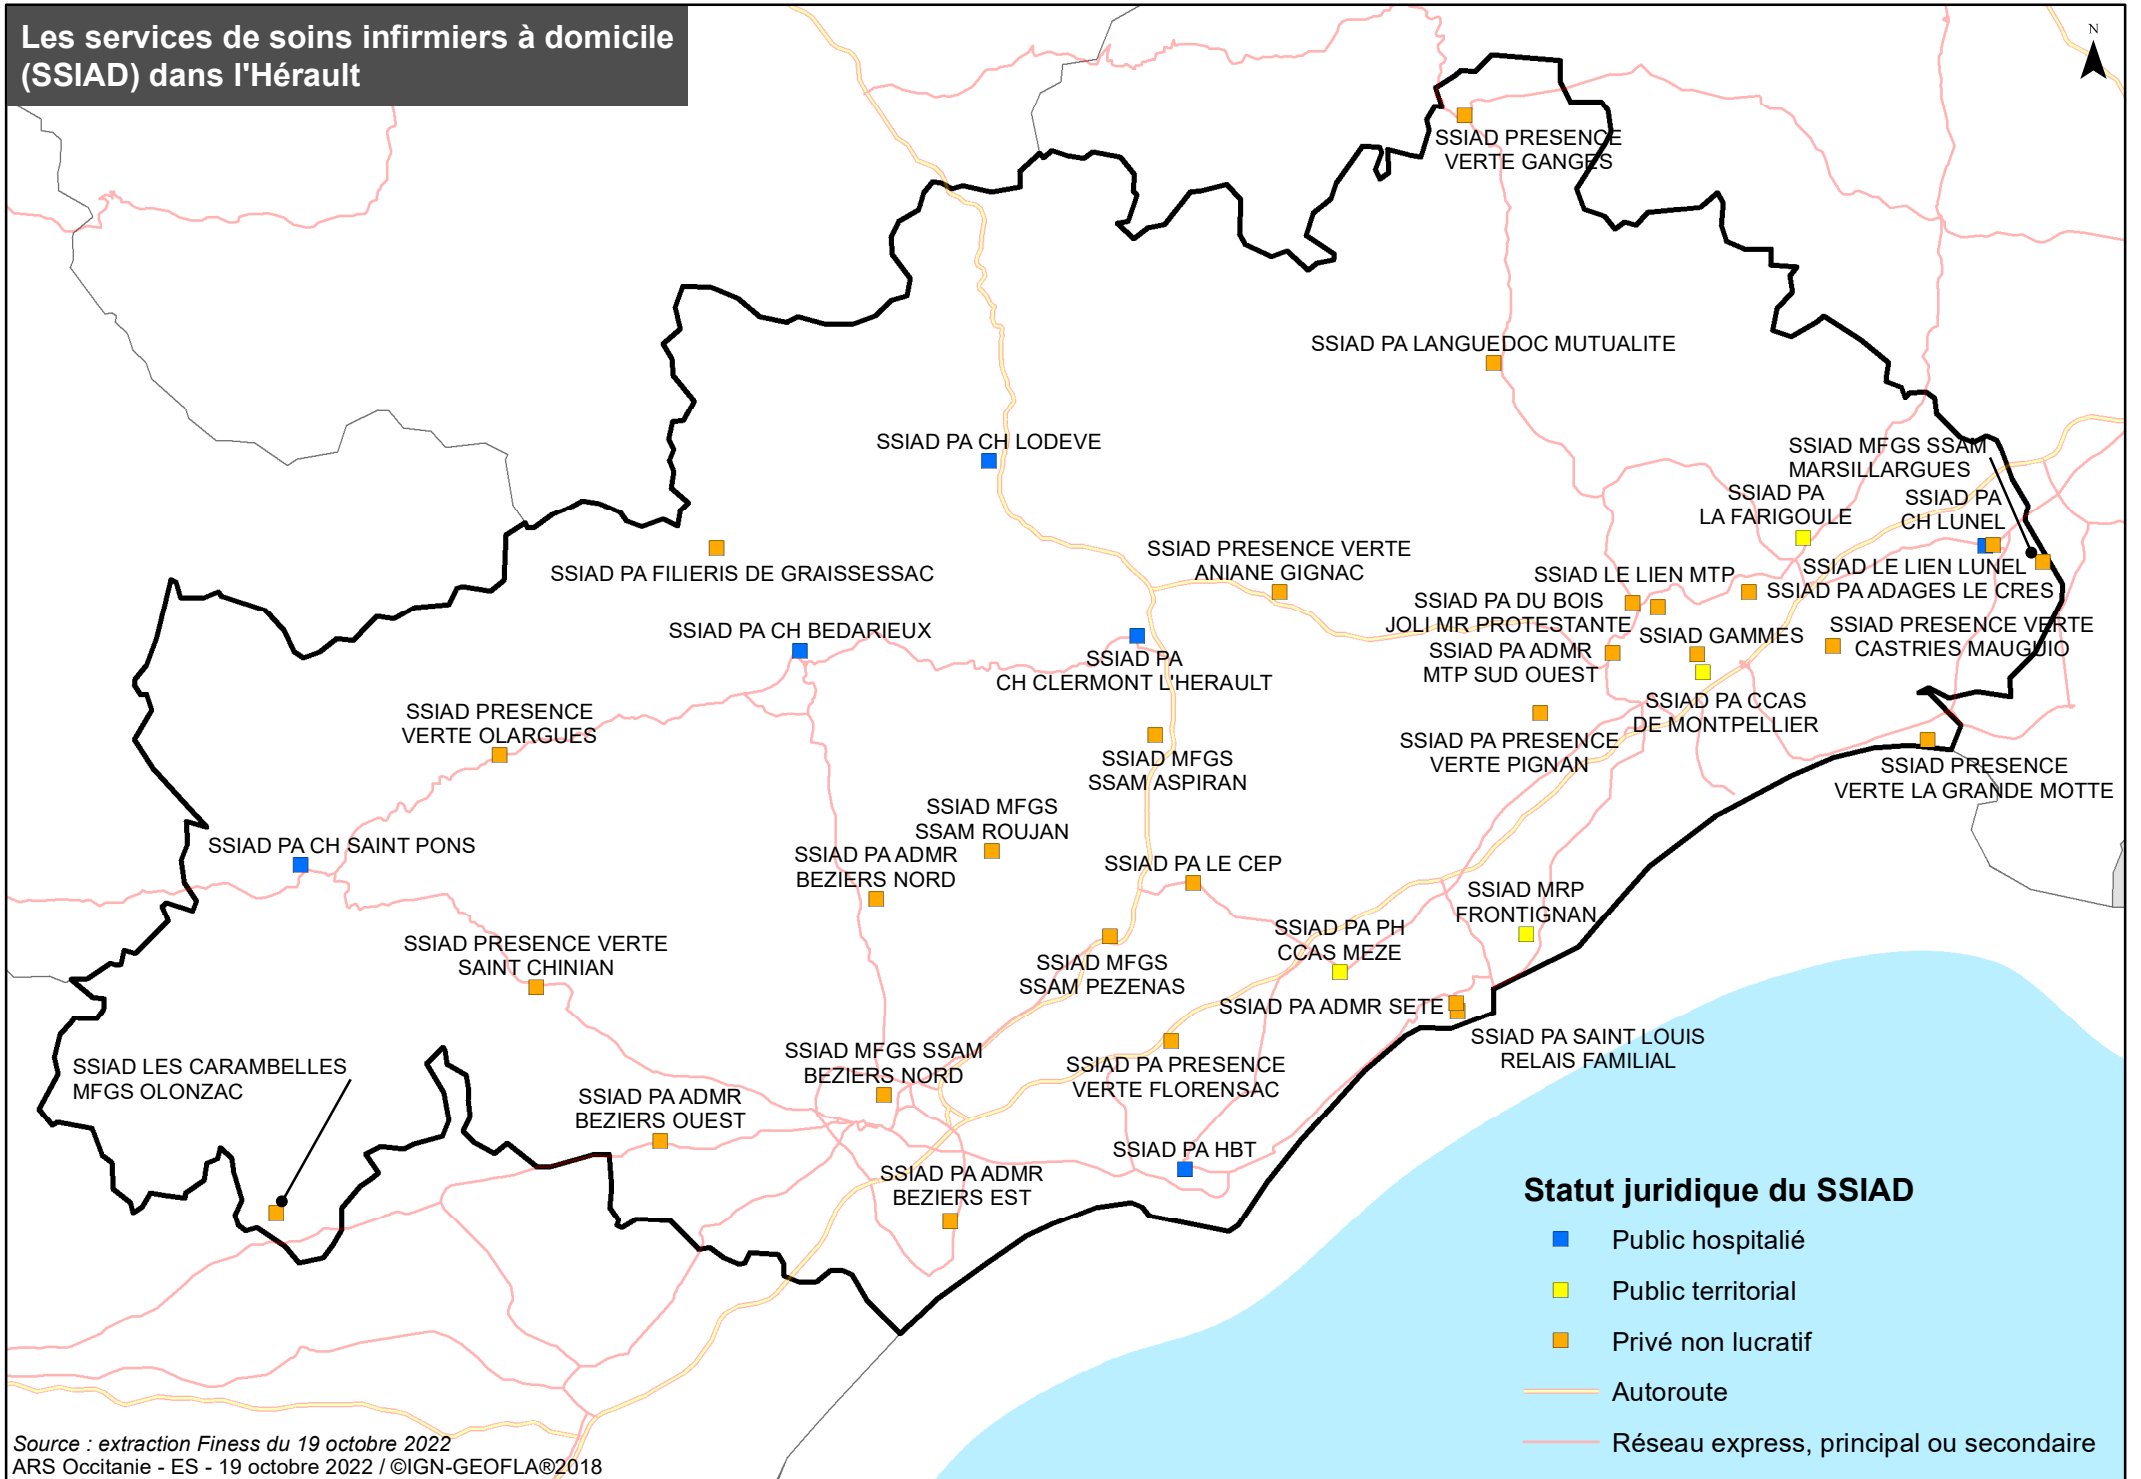 Les services de soins infirmiers à domicile
(SSIAD) dans l'Hérault
N
SSIAD PRESENCE
VERTE GANGES
SSIAD PA LANGUEDOC MUTUALITE
SSIAD PA CH LODEVE
SSIAD MFGS SSAM
MARSILLARGUES
SSIAD PA
LA FARIGOULE
SSIAD PA
CH LUNEL
SSIAD PRESENCE VERTE
ANIANE GIGNAC
SSIAD PA FILIERIS DE GRAISSESSAC
SSIAD LE LIEN MTP
SSIAD LE LIEN LUNEL
SSIAD PA ADAGES LE CRES
SSIAD PA DU BOIS
JOLI MR PROTESTANTE
SSIAD PA CH BEDARIEUX
SSIAD GAMMES
SSIAD PRESENCE VERTE
CASTRIES MAUGUIO
SSIAD PA ADMR
MTP SUD OUEST
SSIAD PA
CH CLERMONT L'HERAULT
SSIAD PRESENCE
VERTE OLARGUES
SSIAD PA CCAS
DE MONTPELLIER
SSIAD PA PRESENCE
VERTE PIGNAN
SSIAD MFGS
SSAM ASPIRAN
SSIAD PRESENCE
VERTE LA GRANDE MOTTE
SSIAD MFGS
SSAM ROUJAN
SSIAD PA CH SAINT PONS
SSIAD PA ADMR
BEZIERS NORD
SSIAD PA LE CEP
SSIAD MRP
FRONTIGNAN
SSIAD PA PH
CCAS MEZE
SSIAD PRESENCE VERTE
SAINT CHINIAN
SSIAD MFGS
SSAM PEZENAS
SSIAD PA ADMR SETE
SSIAD PA SAINT LOUIS
RELAIS FAMILIAL
SSIAD MFGS SSAM
BEZIERS NORD
SSIAD PA PRESENCE
VERTE FLORENSAC
SSIAD LES CARAMBELLES
MFGS OLONZAC
SSIAD PA ADMR
BEZIERS OUEST
SSIAD PA HBT
SSIAD PA ADMR
BEZIERS EST
Statut juridique du SSIAD
Public hospitalié
Public territorial
Privé non lucratif
Autoroute
Réseau express, principal ou secondaire
Source : extraction Finess du 19 octobre 2022
ARS Occitanie - ES - 19 octobre 2022 / ©IGN-GEOFLA®2018